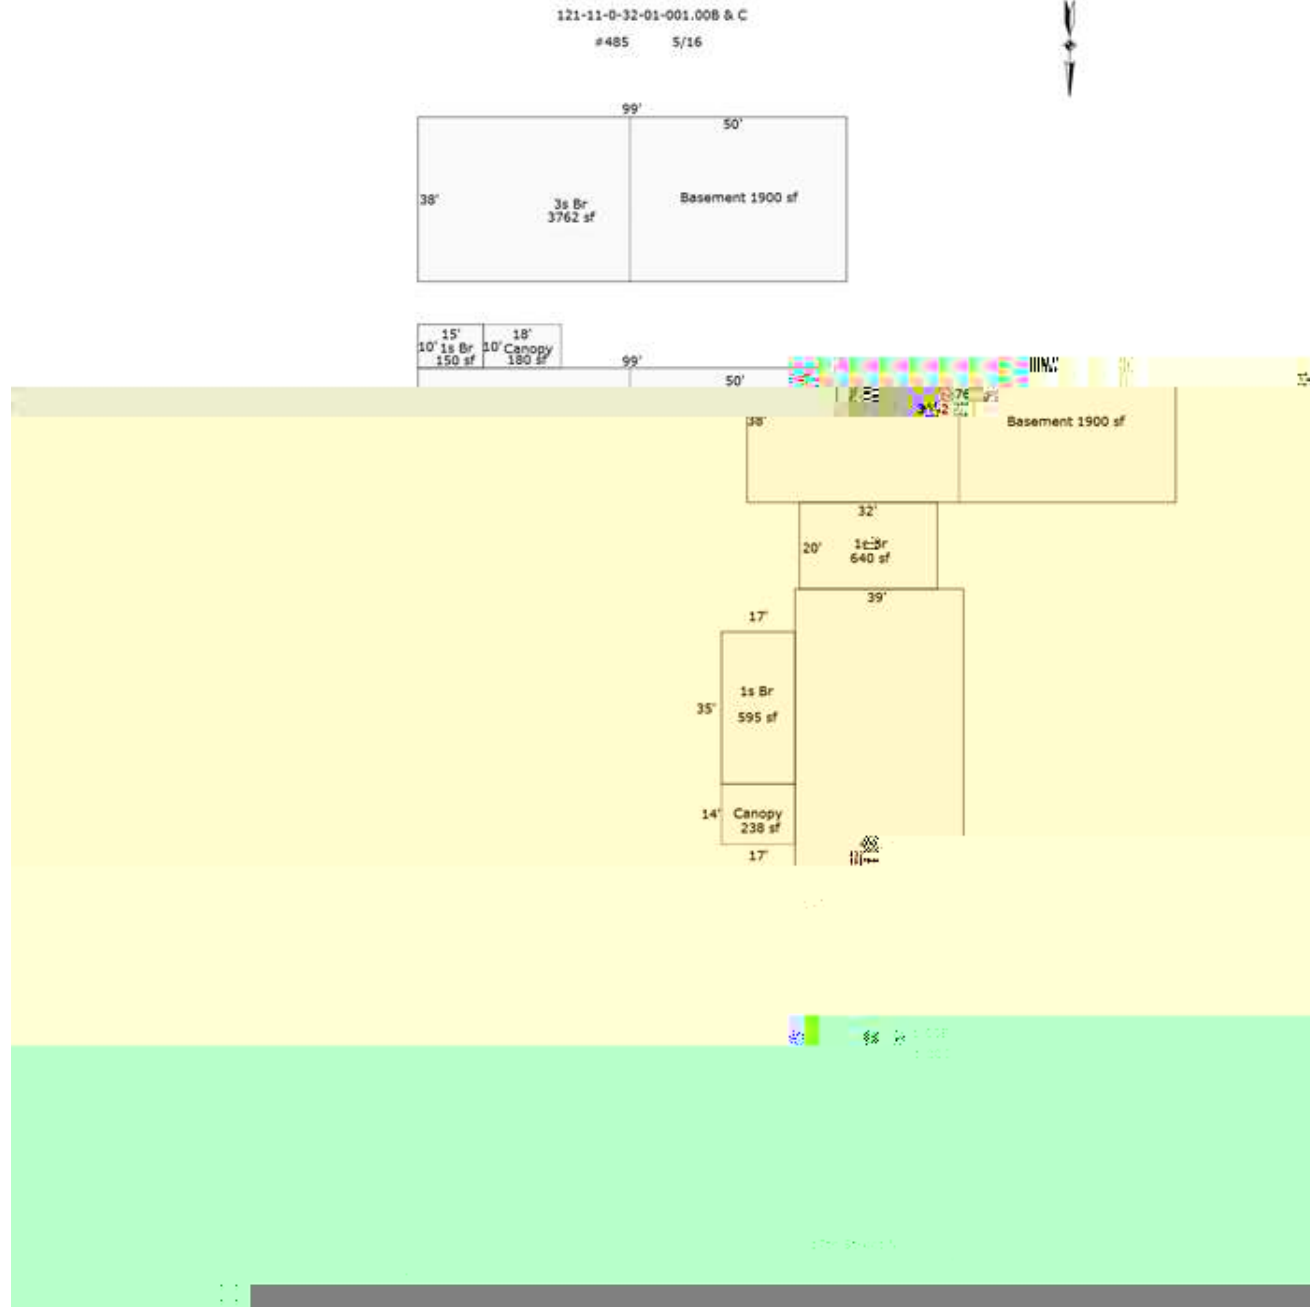 121-11-0-32-01-001.00B & C
#485 5/16
99'
50'
38'
3s Br
3762 sf
Basement 1900 sf
15'
10' 1s Br
150 sf
18'
10' Canopy
180 sf
99'
50'
38'
Basement 1900 sf
32'
20'
640 sf
39'
17'
35'
1s Br
595 sf
14'
Canopy
238 sf
17'